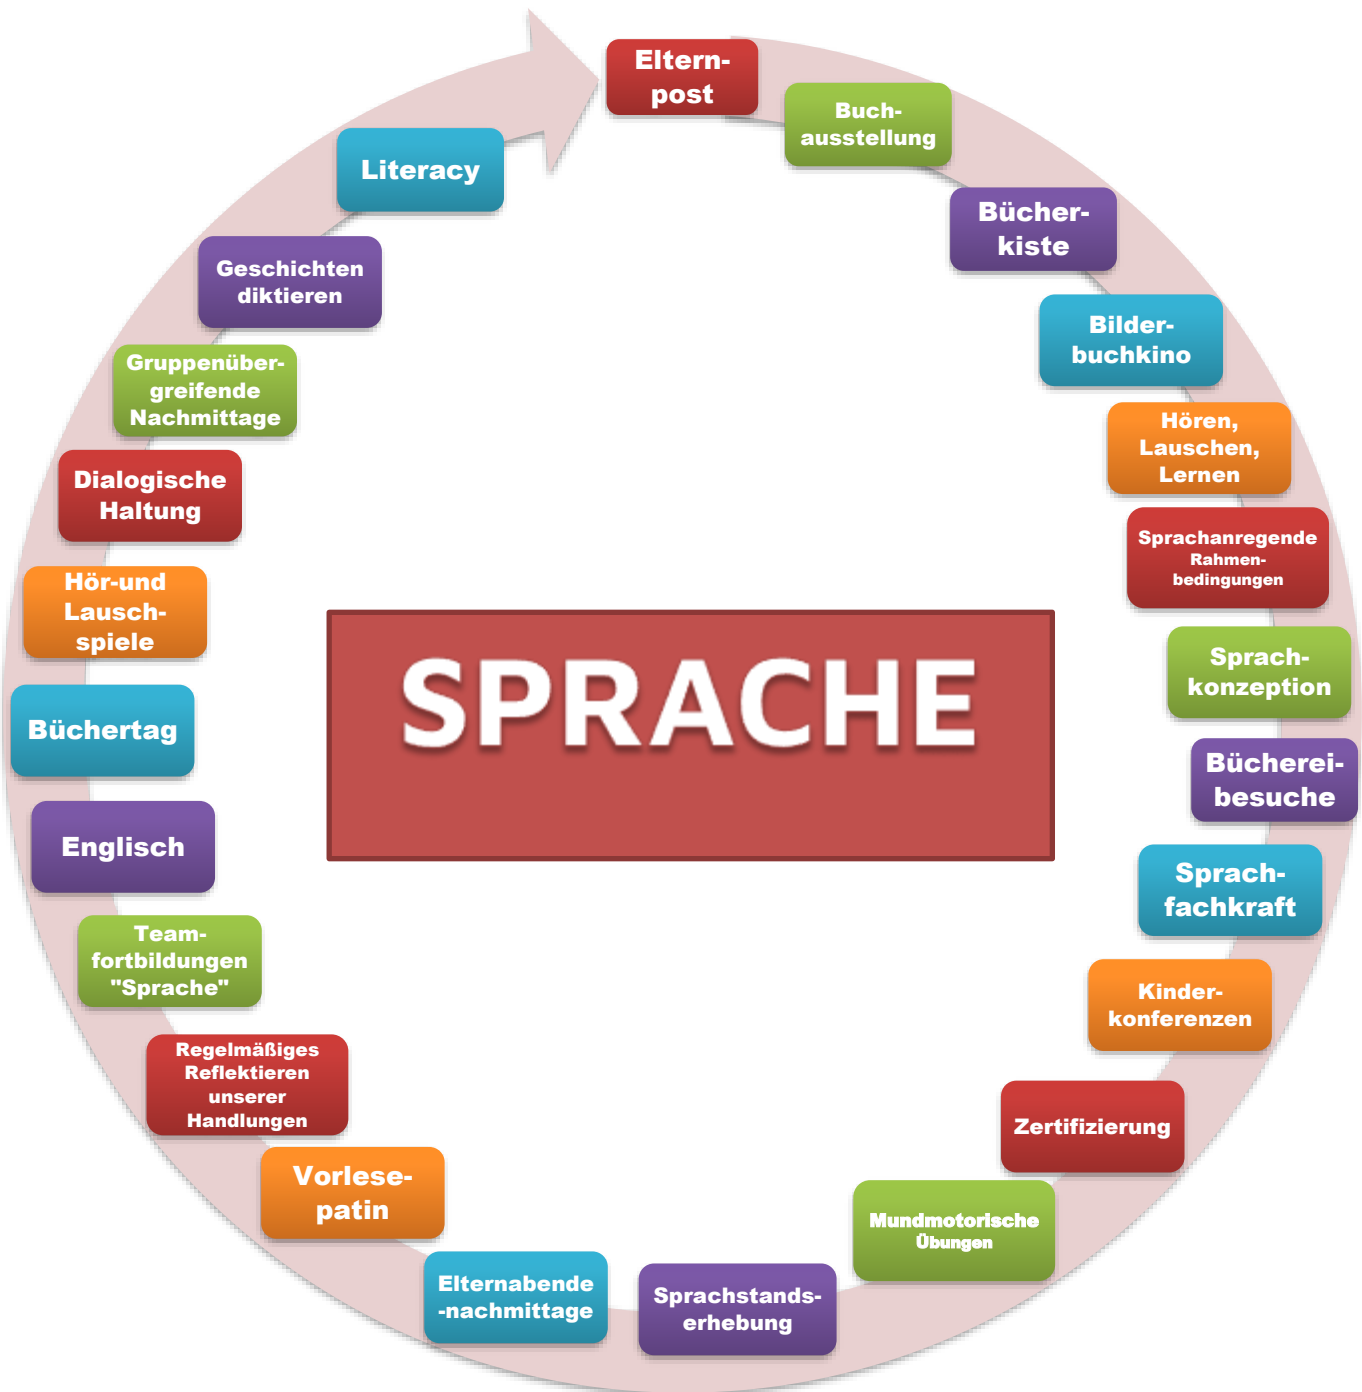 Eltern-
post
Buch-
ausstellung
Bücher-
kiste
Bilder-
buchkino
Hören,
Lauschen,
Lernen
Sprachanregende
Rahmen-
bedingungen
Sprach-
konzeption
Bücherei-
besuche
Sprach-
fachkraft
Kinder-
konferenzen
Zertifizierung
Mundmotorische
Übungen
Sprachstands-
erhebung
Elternabende
-nachmittage
Vorlese-
patin
Regelmäßiges
Reflektieren
unserer
Handlungen
Team-
fortbildungen
"Sprache"
Englisch
Büchertag
Hör-und
Lausch-
spiele
Dialogische
Haltung
Gruppenüber-
greifende
Nachmittage
Geschichten
diktieren
Literacy
SPRACHE